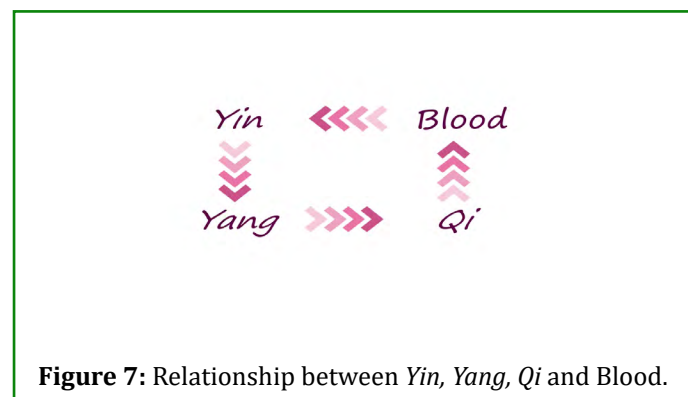 Yin Blood
Yang Qi
Figure 7: Relationship between Yin, Yang, Qi and Blood.